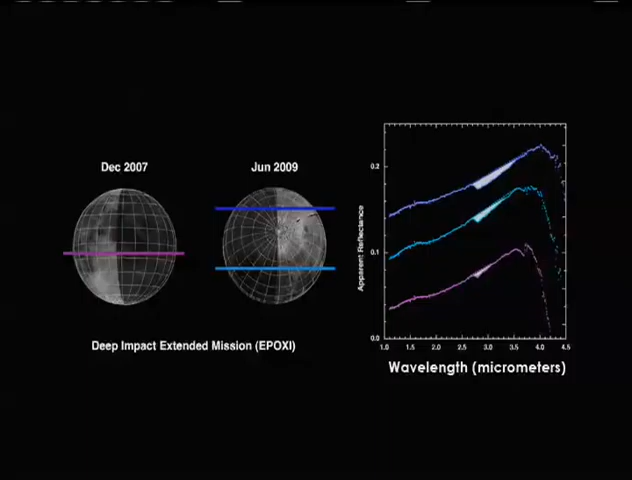 Dec 2007
Jun 2009
Deep Impact Extended Mission (EPOXI)
Apparent Reflectance
0.2
0.1
0.0
1.0 1.5 2.0 2.5 3.0 3.5 4.0 4.5
Wavelength (micrometers)